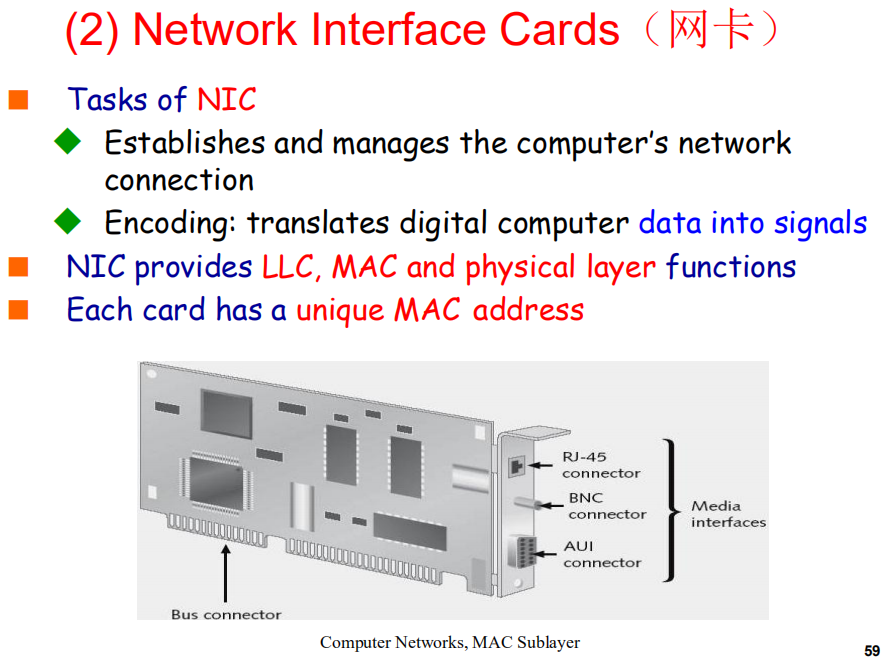 (2) Network Interface Cards（网卡）
Tasks of NIC
Establishes and manages the computer's network
connection
Encoding: translates digital computer data into signals
NIC provides LLC, MAC and physical layer functions
Each card has a unique MAC address
RJ-45
connector
BNC
connector
Media
interfaces
AUI
connector
Bus connector
Computer Networks, MAC Sublayer
59